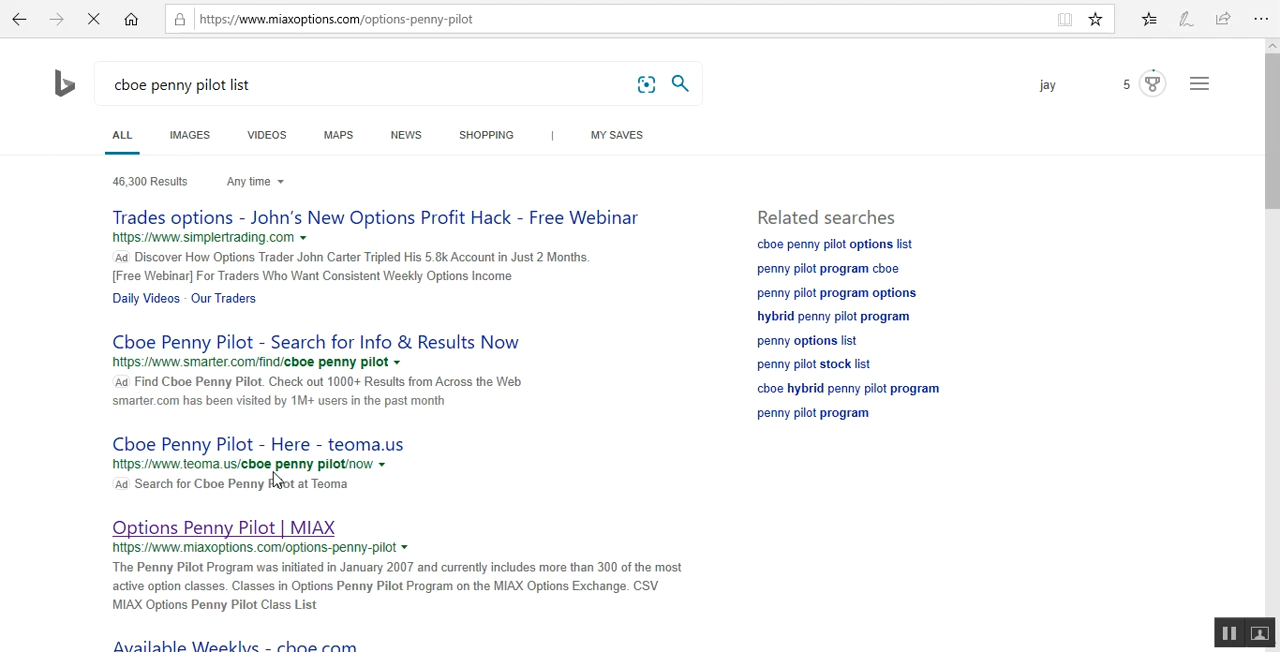 https://www.miaxoptions.com/options-penny-pilot
cboe penny pilot list
jay 5
ALL IMAGES VIDEOS MAPS NEWS SHOPPING | MY SAVES
46,300 Results Any time
Trades options - John's New Options Profit Hack - Free Webinar
https://www.simplertrading.com
Ad Discover How Options Trader John Carter Tripled His 5.8k Account in Just 2 Months.
[Free Webinar] For Traders Who Want Consistent Weekly Options Income
Daily Videos · Our Traders
Cboe Penny Pilot - Search for Info & Results Now
https://www.smarter.com/find/cboe penny pilot
Ad Find Cboe Penny Pilot. Check out 1000+ Results from Across the Web
smarter.com has been visited by 1M+ users in the past month
Cboe Penny Pilot - Here - teoma.us
https://www.teoma.us/cboe penny pilot/now
Ad Search for Cboe Penny Pilot at Teoma
Options Penny Pilot | MIAX
https://www.miaxoptions.com/options-penny-pilot
The Penny Pilot Program was initiated in January 2007 and currently includes more than 300 of the most
active option classes. Classes in Options Penny Pilot Program on the MIAX Options Exchange. CSV
MIAX Options Penny Pilot Class List
Available Weeklys - cboe.com
Related searches
cboe penny pilot options list
penny pilot program cboe
penny pilot program options
hybrid penny pilot program
penny options list
penny pilot stock list
cboe hybrid penny pilot program
penny pilot program